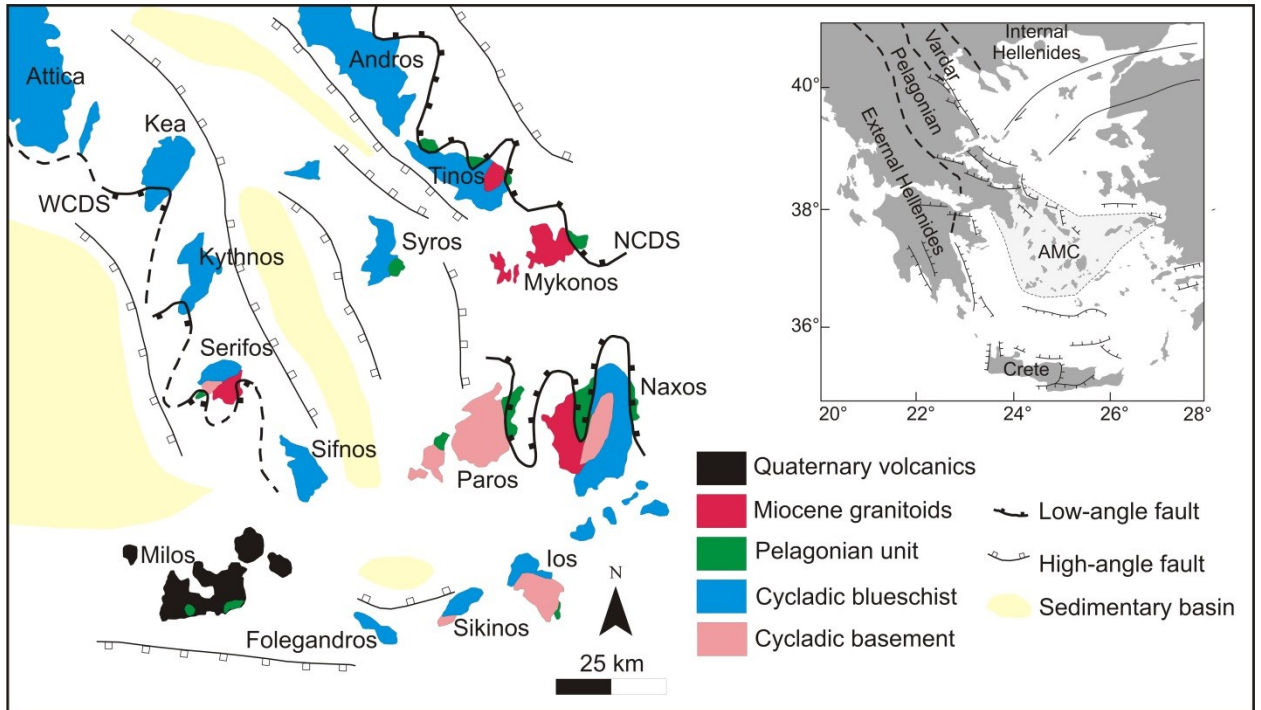 Attica
Kea
Andros
Tinos
WCDS
Kythnos
Syros
NCDS
Mykonos
Serifos
Sifnos
Paros
Naxos
Milos
Ios
Folegandros
Sikinos
N
25 km
Internal
Hellenides
Vardar
Pelagonian
External Hellenides
AMC
Crete
40°
38°
36°
20°
22°
24°
26°
28°
Quaternary volcanics
Miocene granitoids
Pelagonian unit
Cycladic blueschist
Cycladic basement
Low-angle fault
High-angle fault
Sedimentary basin